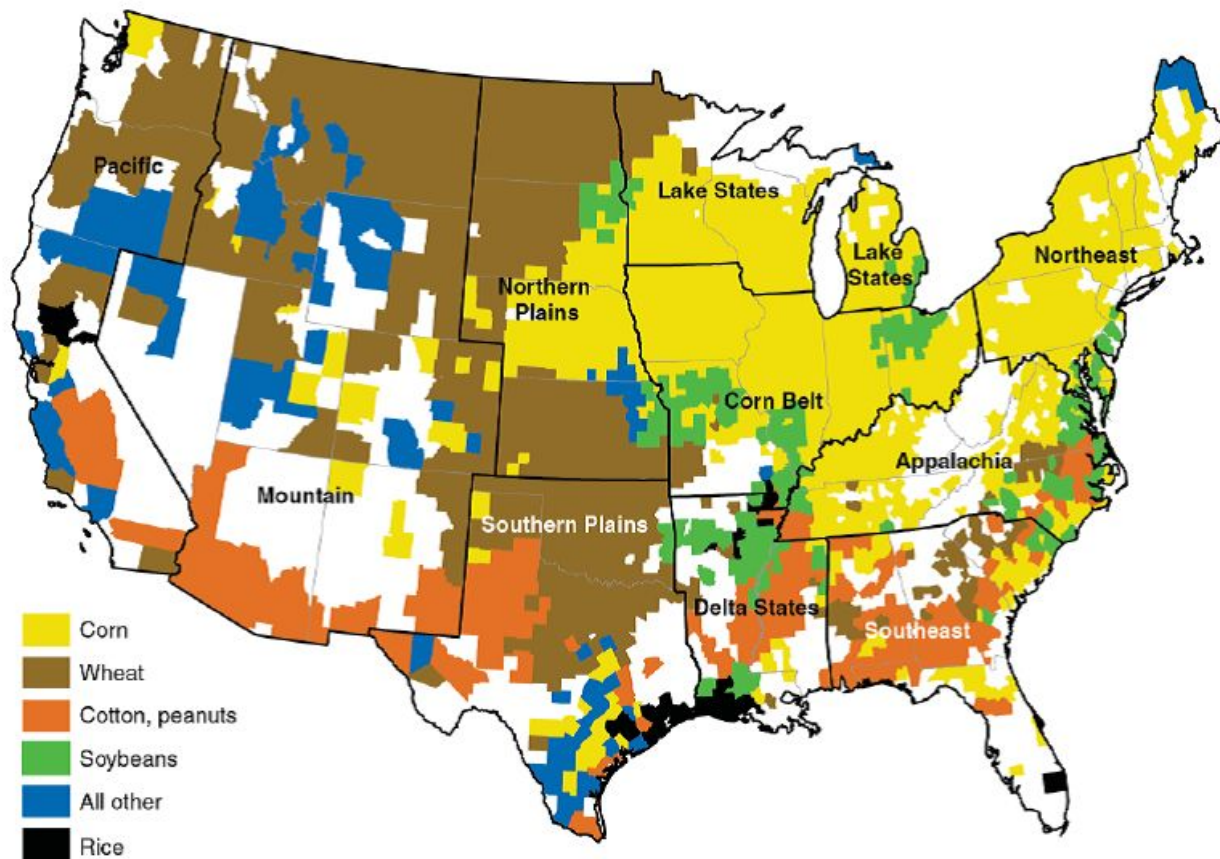 Pacific
Lake States
Lake
States
Northeast
Northern
Plains
Corn Belt
Appalachia
Mountain
Southern Plains
Delta States
Southeast
Corn
Wheat
Cotton, peanuts
Soybeans
All other
Rice